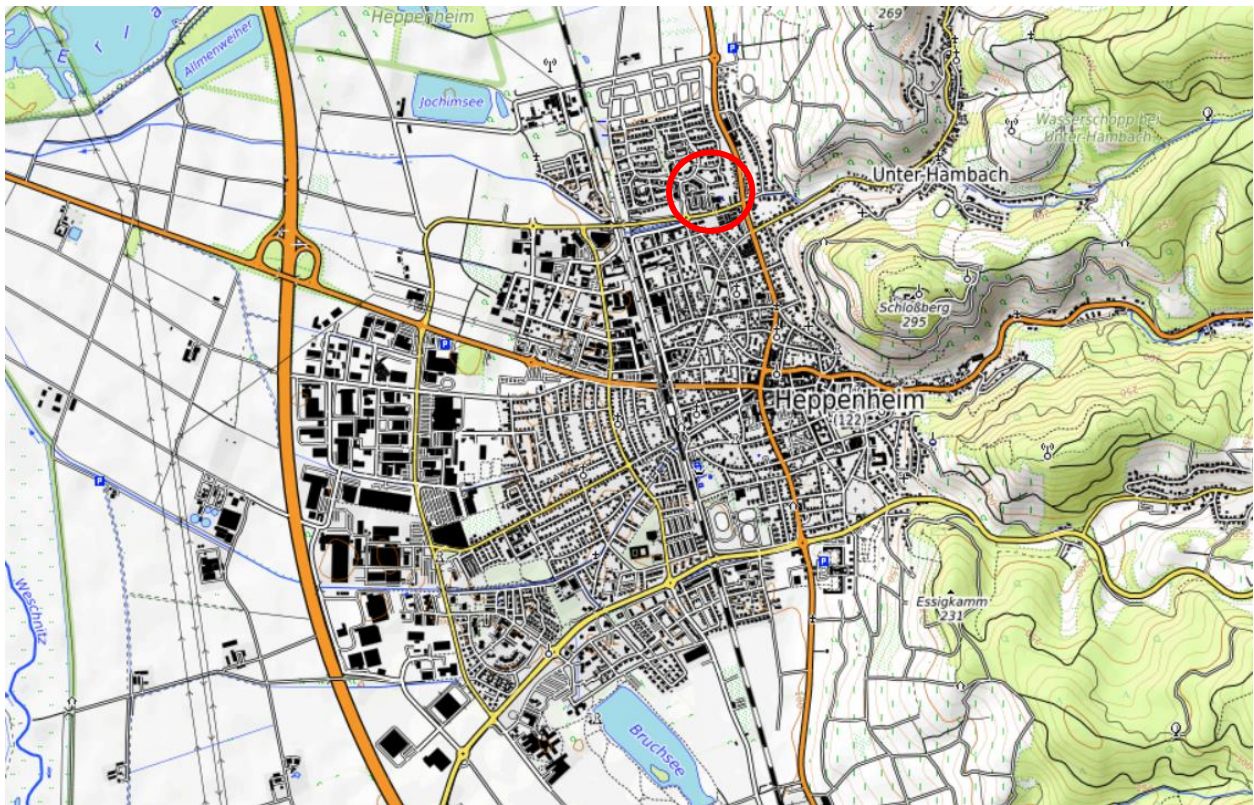 Heppenheim
269
E r l a
Allmenweiher
P
Jochimsee
Wasserschopp bei
Unter-Hambach
Unter-Hambach
Schloßberg
295
P
Heppenheim
(122)
P
P
Essigkamm
231
Weschnitz
Bruchsee